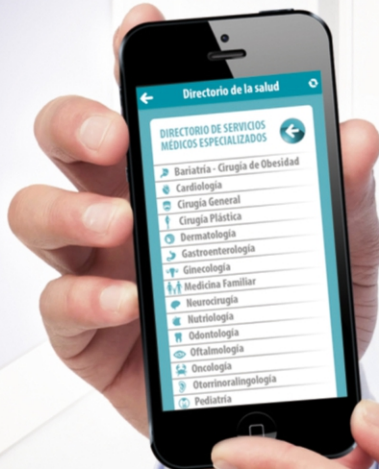 Directorio de la salud
DIRECTORIO DE SERVICIOS
MÉDICOS ESPECIALIZADOS
Bariatría - Cirugía de Obesidad
Cardiología
Cirugía General
Cirugía Plástica
Dermatología
Gastroenterología
Ginecología
Medicina Familiar
Neurocirugía
Nutriología
Odontología
Oftalmología
Oncología
Otorrinoralingología
Pediatría